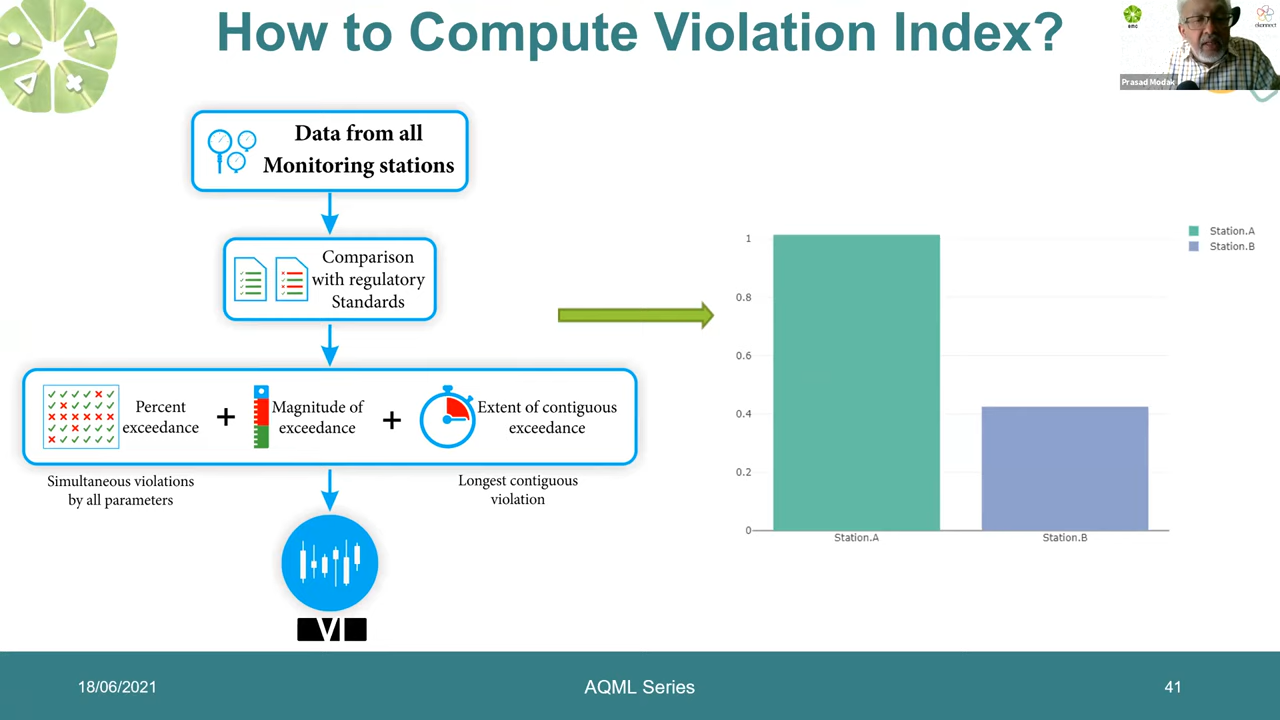 How to Compute Violation Index?
emc
ekonnect
Prasad Modak
Data from all
Monitoring stations
Comparison
with regulatory
Standards
Percent
exceedance
+
Magnitude of
exceedance
+
Extent of contiguous
exceedance
Simultaneous violations
by all parameters
Longest contiguous
violation
VI
1
0.8
0.6
0.4
0.2
0
Station.A
Station.B
Station.A
Station.B
18/06/2021
AQML Series
41